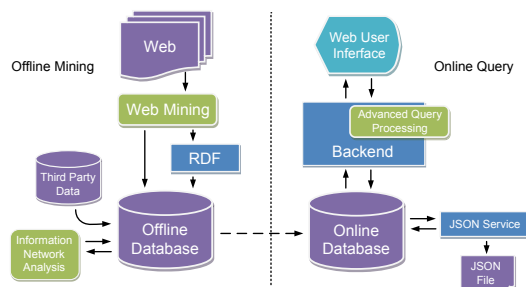 Web
Web User
Inferface
Offline Mining
Online Query
Web Mining
Advanced Query
Processing
Backend
RDF
Third Party
Data
Offline
Database
Online
Database
JSON Service
Information
Network
Analysis
JSON
File